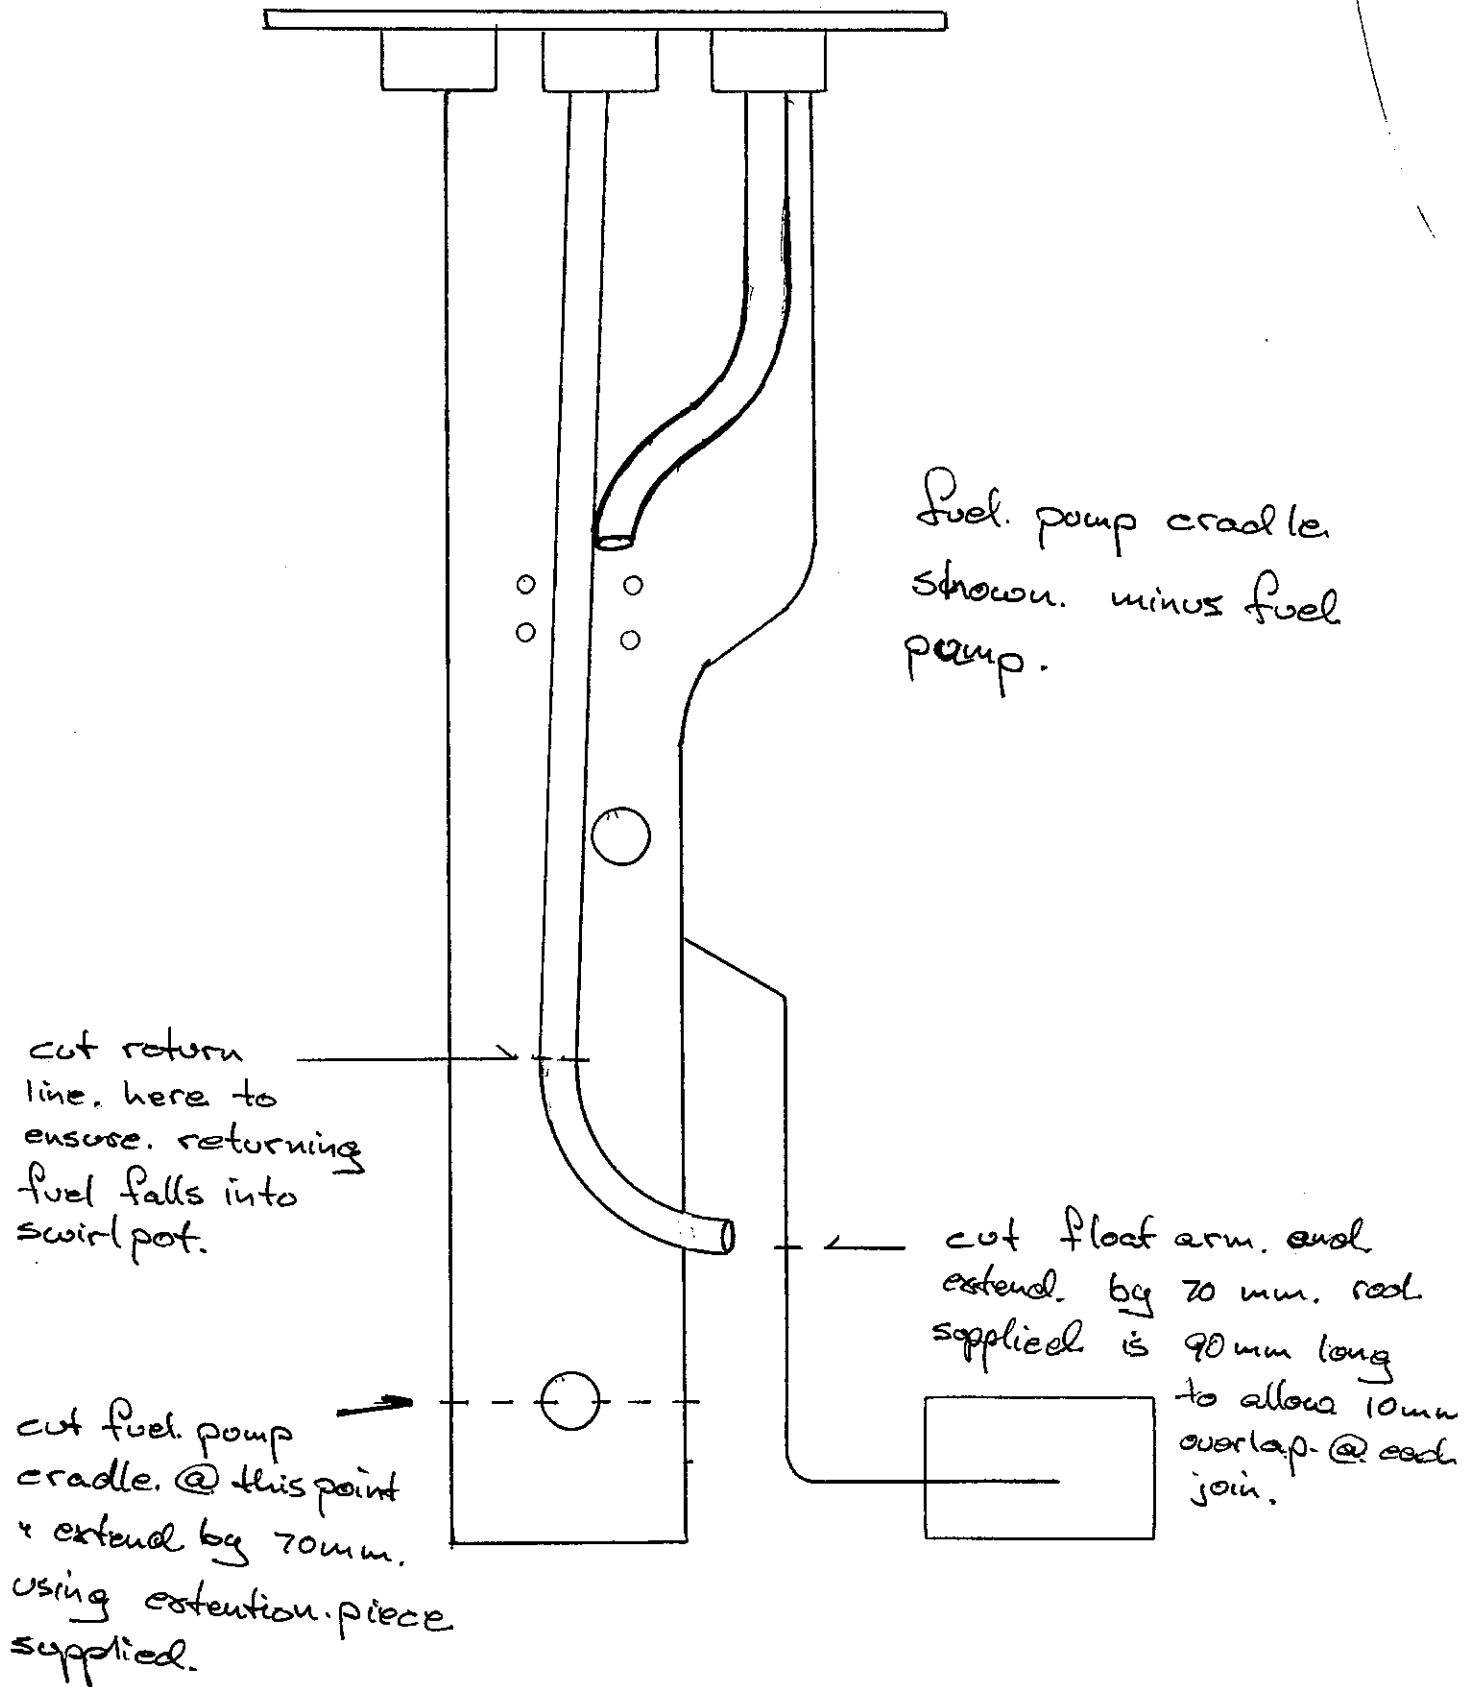 fuel. pump cradle
shown. minus fuel
pump.
cut return
line. here to
ensure. returning
fuel falls into
swirlpot.
cut float arm. and
extend. by 70 mm. rod
supplied is 90mm long
to allow 10mm
overlap. @ each
join.
cut fuel. pump
cradle. @ this point
& extend by 70mm.
using extention. piece
supplied.